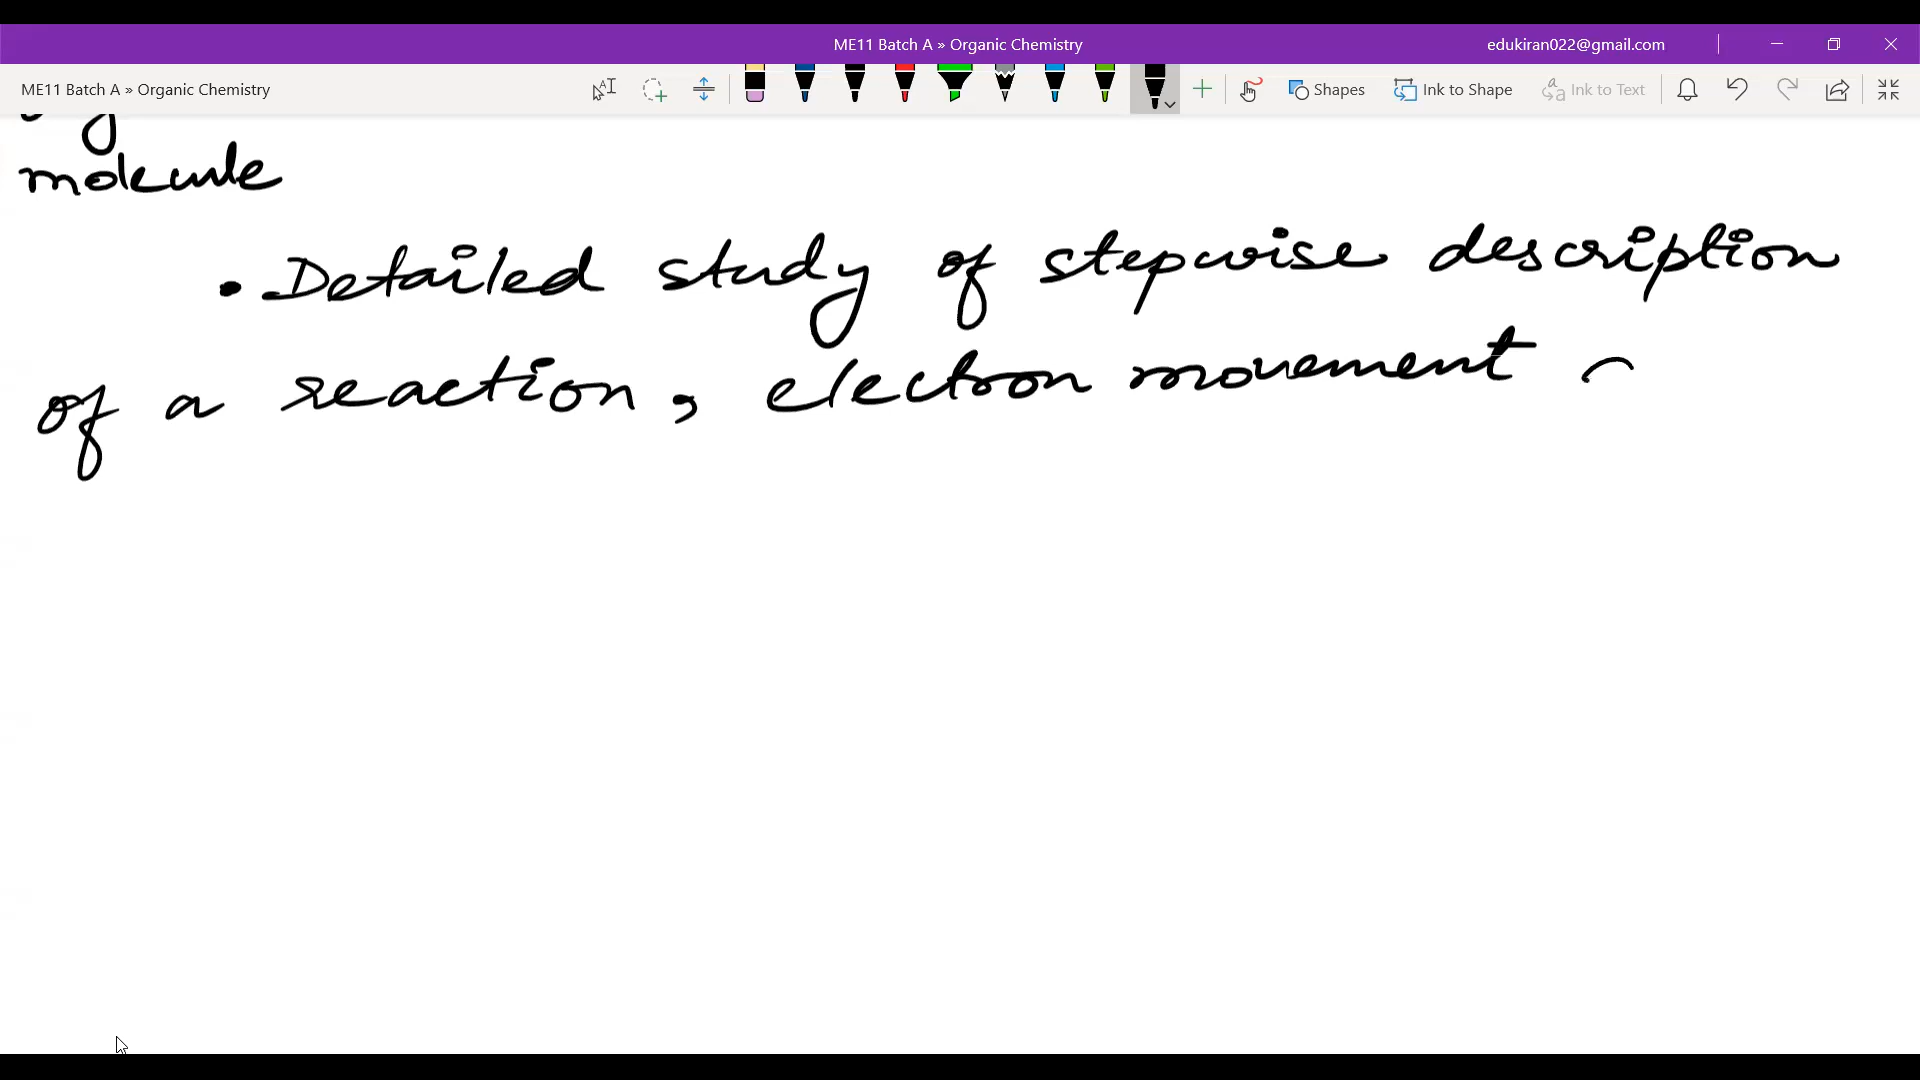 ME11 Batch A » Organic Chemistry
edukiran022@gmail.com
ME11 Batch A » Organic Chemistry
Shapes
Ink to Shape
Ink to Text
molecule
• Detailed study of stepwise description
of a reaction, electron movement